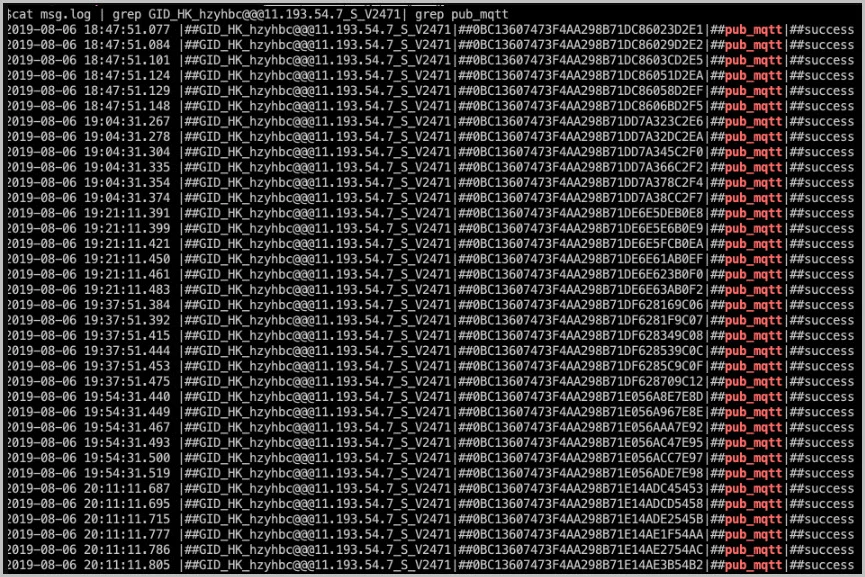 $cat msg.log | grep GID_HK_hzyhbc@@@11.193.54.7_S_V2471| grep pub_mqtt
2019-08-06 18:47:51.077 |##GID_HK_hzyhbc@@@11.193.54.7_S_V2471|##0BC13607473F4AA298B71DC86023D2E1|##pub_mqtt|##success
2019-08-06 18:47:51.084 |##GID_HK_hzyhbc@@@11.193.54.7_S_V2471|##0BC13607473F4AA298B71DC86029D2E2|##pub_mqtt|##success
2019-08-06 18:47:51.101 |##GID_HK_hzyhbc@@@11.193.54.7_S_V2471|##0BC13607473F4AA298B71DC8603CD2E5|##pub_mqtt|##success
2019-08-06 18:47:51.124 |##GID_HK_hzyhbc@@@11.193.54.7_S_V2471|##0BC13607473F4AA298B71DC86051D2EA|##pub_mqtt|##success
2019-08-06 18:47:51.129 |##GID_HK_hzyhbc@@@11.193.54.7_S_V2471|##0BC13607473F4AA298B71DC86058D2EF|##pub_mqtt|##success
2019-08-06 18:47:51.148 |##GID_HK_hzyhbc@@@11.193.54.7_S_V2471|##0BC13607473F4AA298B71DC8606BD2F5|##pub_mqtt|##success
2019-08-06 19:04:31.267 |##GID_HK_hzyhbc@@@11.193.54.7_S_V2471|##0BC13607473F4AA298B71DD7A323C2E6|##pub_mqtt|##success
2019-08-06 19:04:31.278 |##GID_HK_hzyhbc@@@11.193.54.7_S_V2471|##0BC13607473F4AA298B71DD7A32DC2EA|##pub_mqtt|##success
2019-08-06 19:04:31.304 |##GID_HK_hzyhbc@@@11.193.54.7_S_V2471|##0BC13607473F4AA298B71DD7A345C2F0|##pub_mqtt|##success
2019-08-06 19:04:31.335 |##GID_HK_hzyhbc@@@11.193.54.7_S_V2471|##0BC13607473F4AA298B71DD7A366C2F2|##pub_mqtt|##success
2019-08-06 19:04:31.354 |##GID_HK_hzyhbc@@@11.193.54.7_S_V2471|##0BC13607473F4AA298B71DD7A378C2F4|##pub_mqtt|##success
2019-08-06 19:04:31.374 |##GID_HK_hzyhbc@@@11.193.54.7_S_V2471|##0BC13607473F4AA298B71DD7A38CC2F7|##pub_mqtt|##success
2019-08-06 19:21:11.391 |##GID_HK_hzyhbc@@@11.193.54.7_S_V2471|##0BC13607473F4AA298B71DE6E5DEB0E8|##pub_mqtt|##success
2019-08-06 19:21:11.399 |##GID_HK_hzyhbc@@@11.193.54.7_S_V2471|##0BC13607473F4AA298B71DE6E5E6B0E9|##pub_mqtt|##success
2019-08-06 19:21:11.421 |##GID_HK_hzyhbc@@@11.193.54.7_S_V2471|##0BC13607473F4AA298B71DE6E5FCB0EA|##pub_mqtt|##success
2019-08-06 19:21:11.450 |##GID_HK_hzyhbc@@@11.193.54.7_S_V2471|##0BC13607473F4AA298B71DE6E61AB0EF|##pub_mqtt|##success
2019-08-06 19:21:11.461 |##GID_HK_hzyhbc@@@11.193.54.7_S_V2471|##0BC13607473F4AA298B71DE6E623B0F0|##pub_mqtt|##success
2019-08-06 19:21:11.483 |##GID_HK_hzyhbc@@@11.193.54.7_S_V2471|##0BC13607473F4AA298B71DE6E63AB0F2|##pub_mqtt|##success
2019-08-06 19:37:51.384 |##GID_HK_hzyhbc@@@11.193.54.7_S_V2471|##0BC13607473F4AA298B71DF628169C06|##pub_mqtt|##success
2019-08-06 19:37:51.392 |##GID_HK_hzyhbc@@@11.193.54.7_S_V2471|##0BC13607473F4AA298B71DF6281F9C07|##pub_mqtt|##success
2019-08-06 19:37:51.415 |##GID_HK_hzyhbc@@@11.193.54.7_S_V2471|##0BC13607473F4AA298B71DF628349C08|##pub_mqtt|##success
2019-08-06 19:37:51.444 |##GID_HK_hzyhbc@@@11.193.54.7_S_V2471|##0BC13607473F4AA298B71DF628539C0C|##pub_mqtt|##success
2019-08-06 19:37:51.453 |##GID_HK_hzyhbc@@@11.193.54.7_S_V2471|##0BC13607473F4AA298B71DF6285C9C0F|##pub_mqtt|##success
2019-08-06 19:37:51.475 |##GID_HK_hzyhbc@@@11.193.54.7_S_V2471|##0BC13607473F4AA298B71DF628709C12|##pub_mqtt|##success
2019-08-06 19:54:31.440 |##GID_HK_hzyhbc@@@11.193.54.7_S_V2471|##0BC13607473F4AA298B71E056A8E7E8D|##pub_mqtt|##success
2019-08-06 19:54:31.449 |##GID_HK_hzyhbc@@@11.193.54.7_S_V2471|##0BC13607473F4AA298B71E056A967E8E|##pub_mqtt|##success
2019-08-06 19:54:31.467 |##GID_HK_hzyhbc@@@11.193.54.7_S_V2471|##0BC13607473F4AA298B71E056AAA7E92|##pub_mqtt|##success
2019-08-06 19:54:31.493 |##GID_HK_hzyhbc@@@11.193.54.7_S_V2471|##0BC13607473F4AA298B71E056AC47E95|##pub_mqtt|##success
2019-08-06 19:54:31.500 |##GID_HK_hzyhbc@@@11.193.54.7_S_V2471|##0BC13607473F4AA298B71E056ACC7E97|##pub_mqtt|##success
2019-08-06 19:54:31.519 |##GID_HK_hzyhbc@@@11.193.54.7_S_V2471|##0BC13607473F4AA298B71E056ADE7E98|##pub_mqtt|##success
2019-08-06 20:11:11.687 |##GID_HK_hzyhbc@@@11.193.54.7_S_V2471|##0BC13607473F4AA298B71E14ADC45453|##pub_mqtt|##success
2019-08-06 20:11:11.695 |##GID_HK_hzyhbc@@@11.193.54.7_S_V2471|##0BC13607473F4AA298B71E14ADCD5458|##pub_mqtt|##success
2019-08-06 20:11:11.715 |##GID_HK_hzyhbc@@@11.193.54.7_S_V2471|##0BC13607473F4AA298B71E14ADE2545B|##pub_mqtt|##success
2019-08-06 20:11:11.777 |##GID_HK_hzyhbc@@@11.193.54.7_S_V2471|##0BC13607473F4AA298B71E14AE1F54AA|##pub_mqtt|##success
2019-08-06 20:11:11.786 |##GID_HK_hzyhbc@@@11.193.54.7_S_V2471|##0BC13607473F4AA298B71E14AE2754AC|##pub_mqtt|##success
2019-08-06 20:11:11.805 |##GID_HK_hzyhbc@@@11.193.54.7_S_V2471|##0BC13607473F4AA298B71E14AE3B54B2|##pub_mqtt|##success